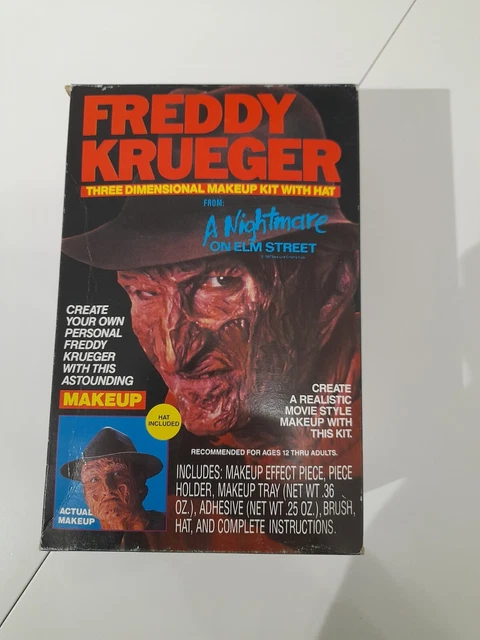 FREDDY
KRUEGER
THREE DIMENSIONAL MAKEUP KIT WITH HAT
FROM:
A Nightmare
ON ELM STREET
CREATE
YOUR OWN
PERSONAL
FREDDY
KRUEGER
WITH THIS
ASTOUNDING
MAKEUP
HAT
INCLUDED
CREATE
A REALISTIC
MOVIE STYLE
MAKEUP WITH
THIS KIT.
RECOMMENDED FOR AGES 12 THRU ADULTS.
ACTUAL
MAKEUP
INCLUDES: MAKEUP EFFECT PIECE, PIECE
HOLDER, MAKEUP TRAY (NET WT .36
OZ.), ADHESIVE (NET WT .25 OZ.), BRUSH,
HAT, AND COMPLETE INSTRUCTIONS.